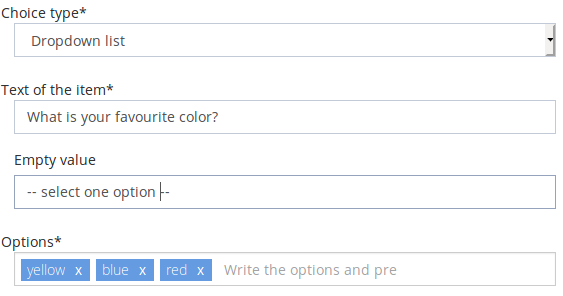 Choice type*
Dropdown list
Text of the item*
What is your favourite color?
Empty value
-- select one option --
Options*
yellow x blue x red x Write the options and pre